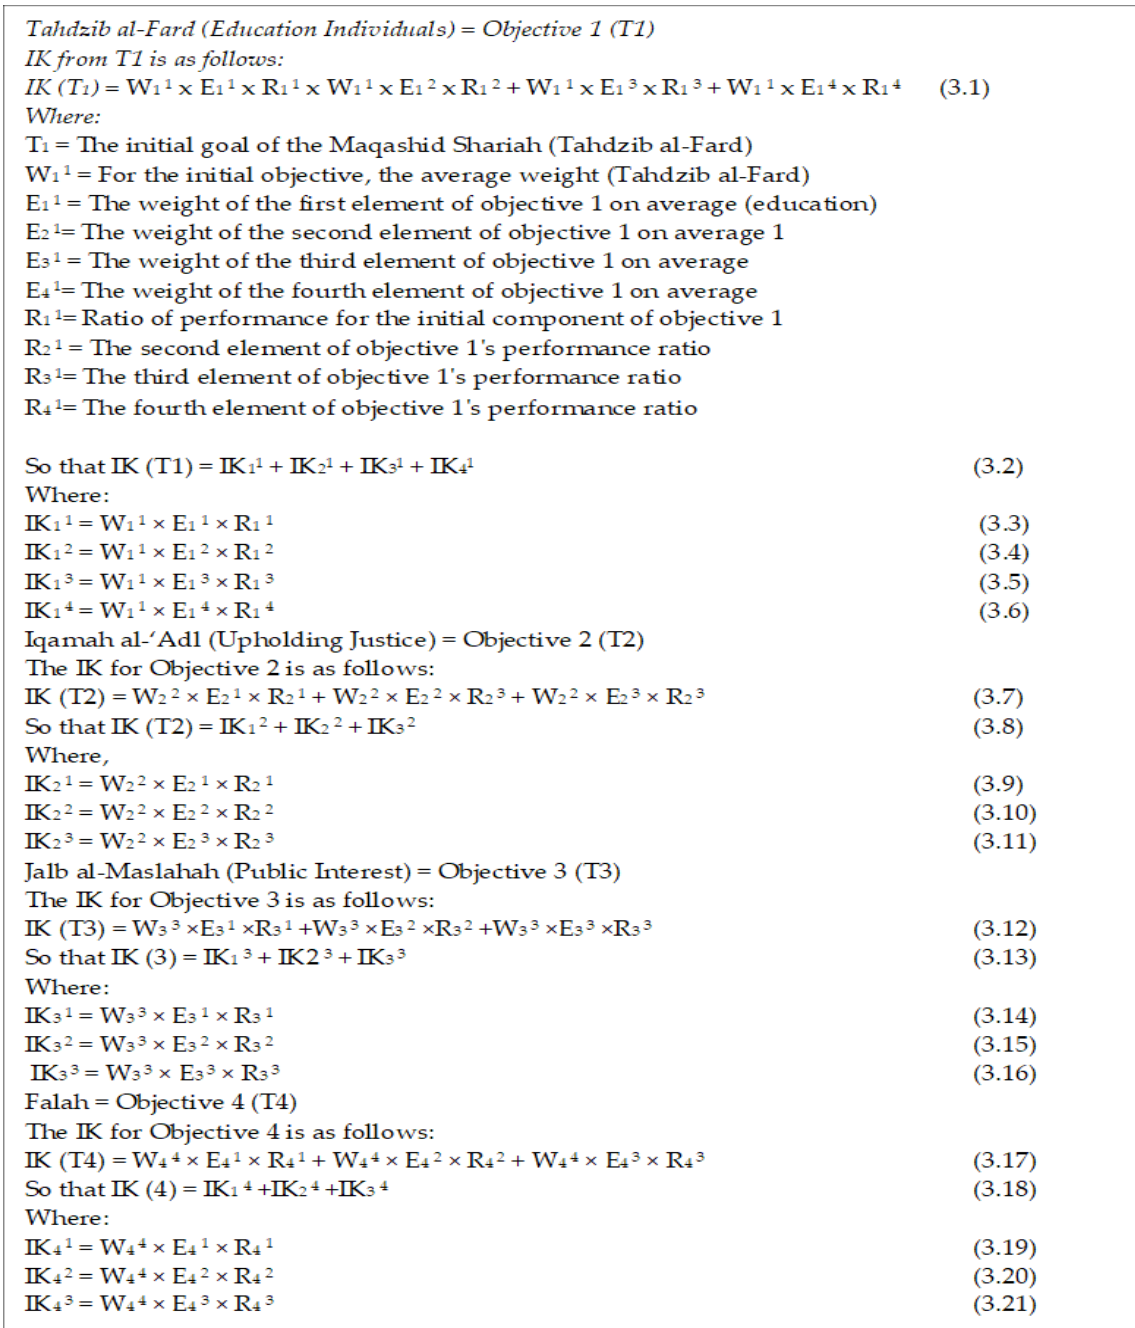 Tahdzib al-Fard (Education Individuals) = Objective 1 (T1)
IK from T1 is as follows:
IK (T₁) = W₁¹ x E₁¹ x R₁¹ x W₁¹ x E₁² x R₁² + W₁¹ x E₁³ x R₁³ + W₁¹ x E₁⁴ x R₁⁴ (3.1)
Where:
T₁ = The initial goal of the Maqashid Shariah (Tahdzib al-Fard)
W₁¹ = For the initial objective, the average weight (Tahdzib al-Fard)
E₁¹ = The weight of the first element of objective 1 on average (education)
E₂¹= The weight of the second element of objective 1 on average 1
E₃¹ = The weight of the third element of objective 1 on average
E₄¹= The weight of the fourth element of objective 1 on average
R₁¹= Ratio of performance for the initial component of objective 1
R₂¹ = The second element of objective 1's performance ratio
R₃¹= The third element of objective 1's performance ratio
R₄¹= The fourth element of objective 1's performance ratio
So that IK (T1) = IK₁¹ + IK₂¹ + IK₃¹ + IK₄¹ (3.2)
Where:
IK₁¹ = W₁¹ × E₁¹ × R₁¹ (3.3)
IK₁² = W₁¹ × E₁² × R₁² (3.4)
IK₁³ = W₁¹ × E₁³ × R₁³ (3.5)
IK₁⁴ = W₁¹ × E₁⁴ × R₁⁴ (3.6)
Iqamah al-‘Adl (Upholding Justice) = Objective 2 (T2)
The IK for Objective 2 is as follows:
IK (T2) = W₂² × E₂¹ × R₂¹ + W₂² × E₂² × R₂³ + W₂² × E₂³ × R₂³ (3.7)
So that IK (T2) = IK₁² + IK₂² + IK₃² (3.8)
Where,
IK₂¹ = W₂² × E₂¹ × R₂¹ (3.9)
IK₂² = W₂² × E₂² × R₂² (3.10)
IK₂³ = W₂² × E₂³ × R₂³ (3.11)
Jalb al-Maslahah (Public Interest) = Objective 3 (T3)
The IK for Objective 3 is as follows:
IK (T3) = W₃³ ×E₃¹ ×R₃¹ +W₃³ ×E₃² ×R₃² +W₃³ ×E₃³ ×R₃³ (3.12)
So that IK (3) = IK₁³ + IK2³ + IK₃³ (3.13)
Where:
IK₃¹ = W₃³ × E₃¹ × R₃¹ (3.14)
IK₃² = W₃³ × E₃² × R₃² (3.15)
IK₃³ = W₃³ × E₃³ × R₃³ (3.16)
Falah = Objective 4 (T4)
The IK for Objective 4 is as follows:
IK (T4) = W₄⁴ × E₄¹ × R₄¹ + W₄⁴ × E₄² × R₄² + W₄⁴ × E₄³ × R₄³ (3.17)
So that IK (4) = IK₁⁴ +IK₂⁴ +IK₃⁴ (3.18)
Where:
IK₄¹ = W₄⁴ × E₄¹ × R₄¹ (3.19)
IK₄² = W₄⁴ × E₄² × R₄² (3.20)
IK₄³ = W₄⁴ × E₄³ × R₄³ (3.21)